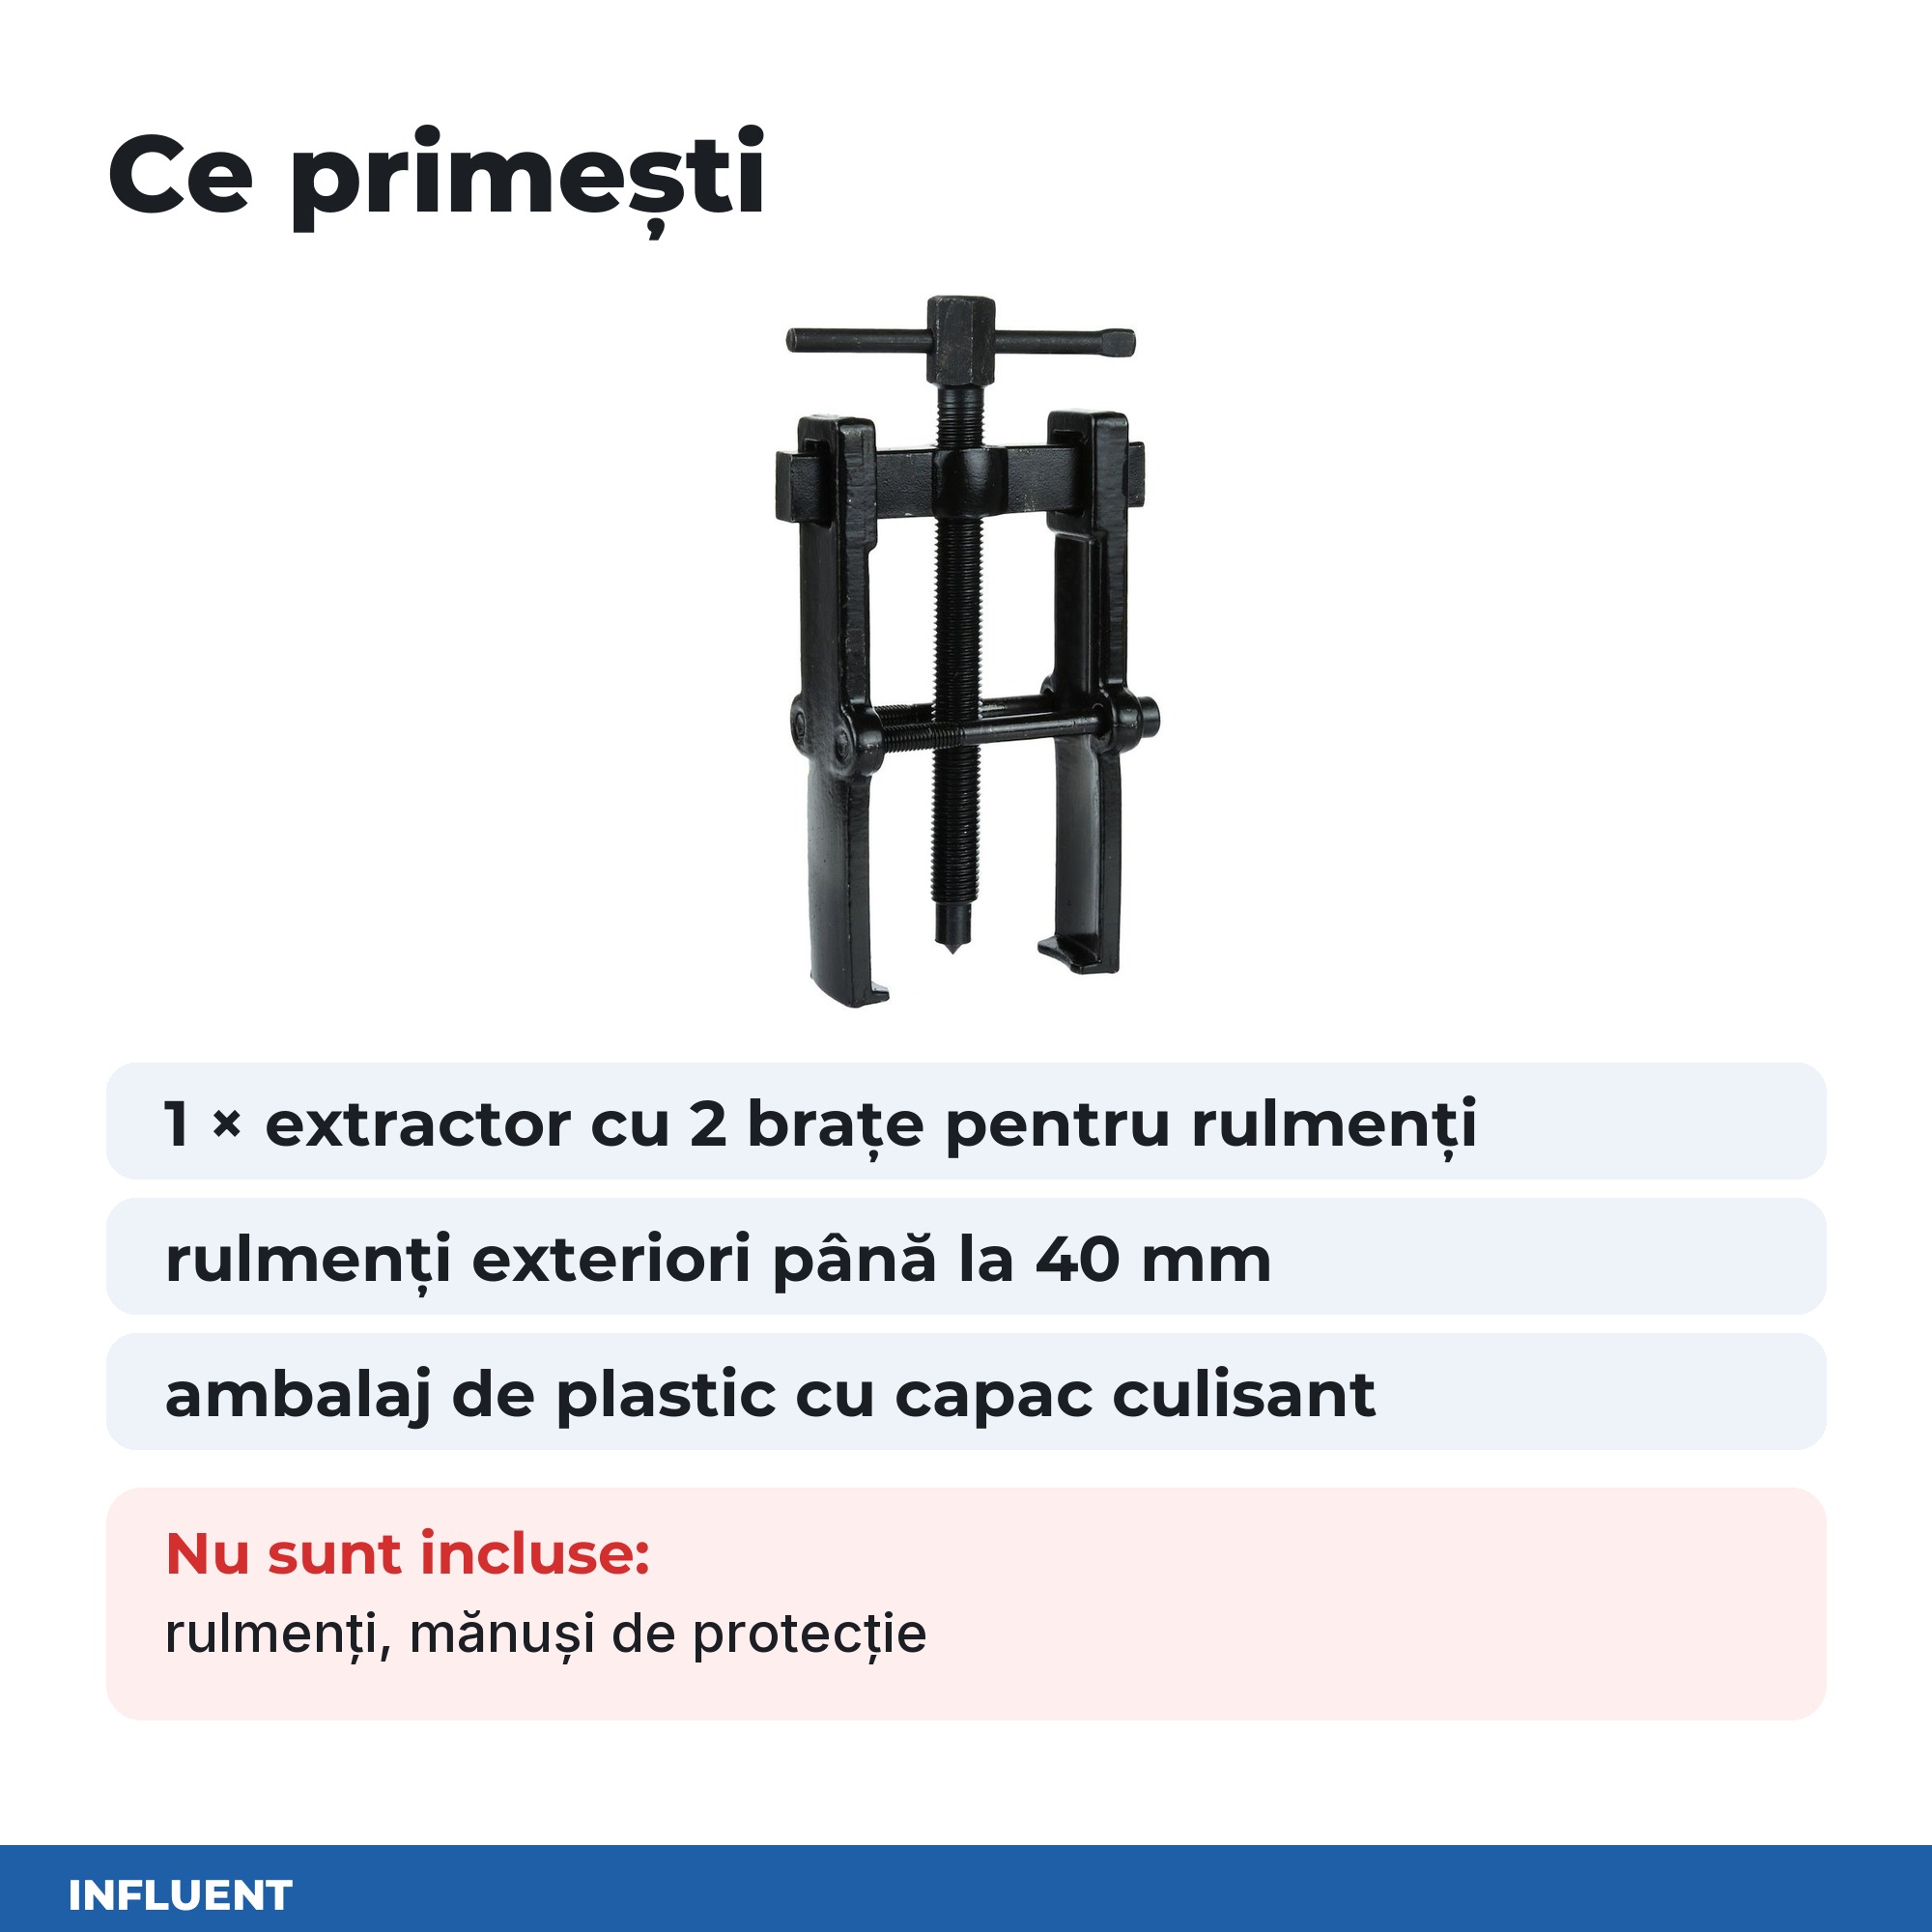 Ce primești
1 × extractor cu 2 brațe pentru rulmenți
rulmenți exteriori până la 40 mm
ambalaj de plastic cu capac culisant
Nu sunt incluse:
rulmenți, mănuși de protecție
INFLUENT